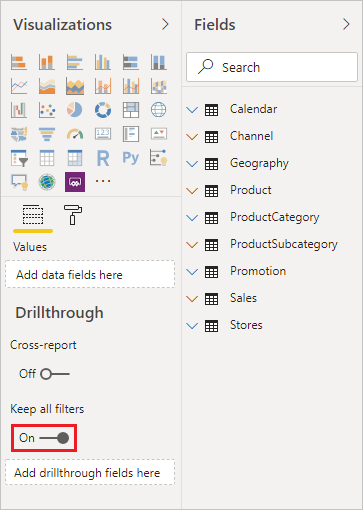 Visualizations
Fields
Search
123
R
Py
Calendar
Channel
Geography
Product
ProductCategory
ProductSubcategory
Promotion
Sales
Stores
Values
Add data fields here
Drillthrough
Cross-report
Off
Keep all filters
On
Add drillthrough fields here